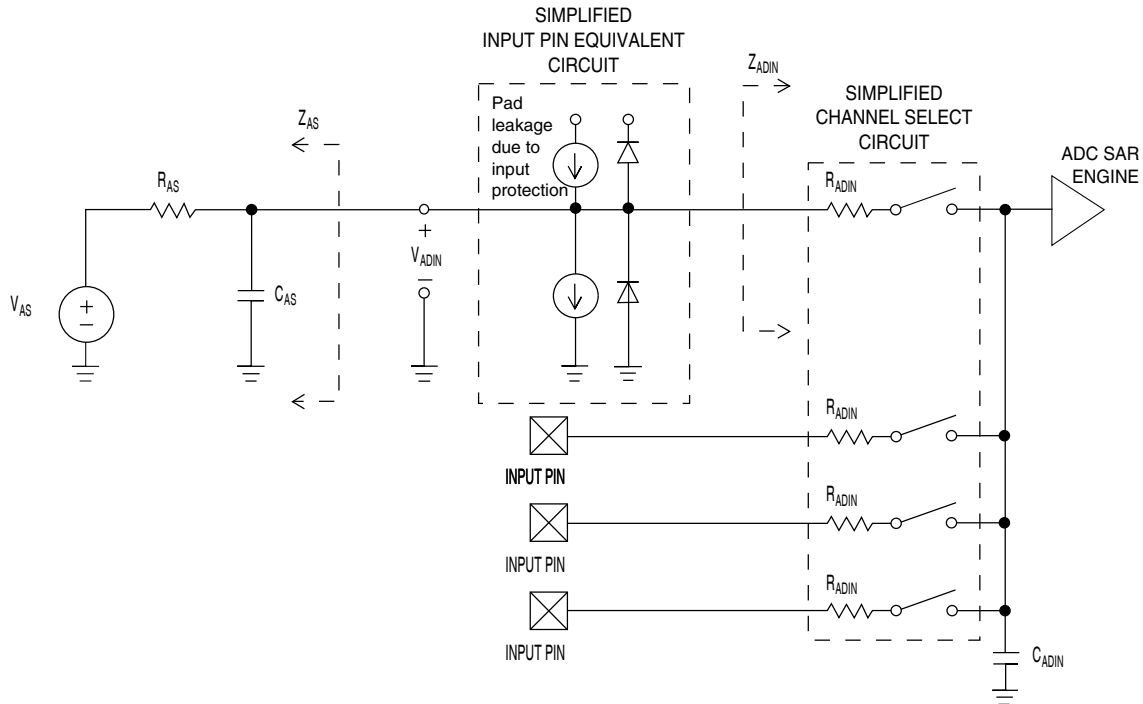 SIMPLIFIED
INPUT PIN EQUIVALENT
CIRCUIT
Pad
leakage
due to
input
protection
Z_ADIN
SIMPLIFIED
CHANNEL SELECT
CIRCUIT
ADC SAR
ENGINE
Z_AS
R_AS
R_ADIN
+
V_ADIN
–
V_AS
+
–
C_AS
R_ADIN
INPUT PIN
R_ADIN
INPUT PIN
R_ADIN
INPUT PIN
C_ADIN